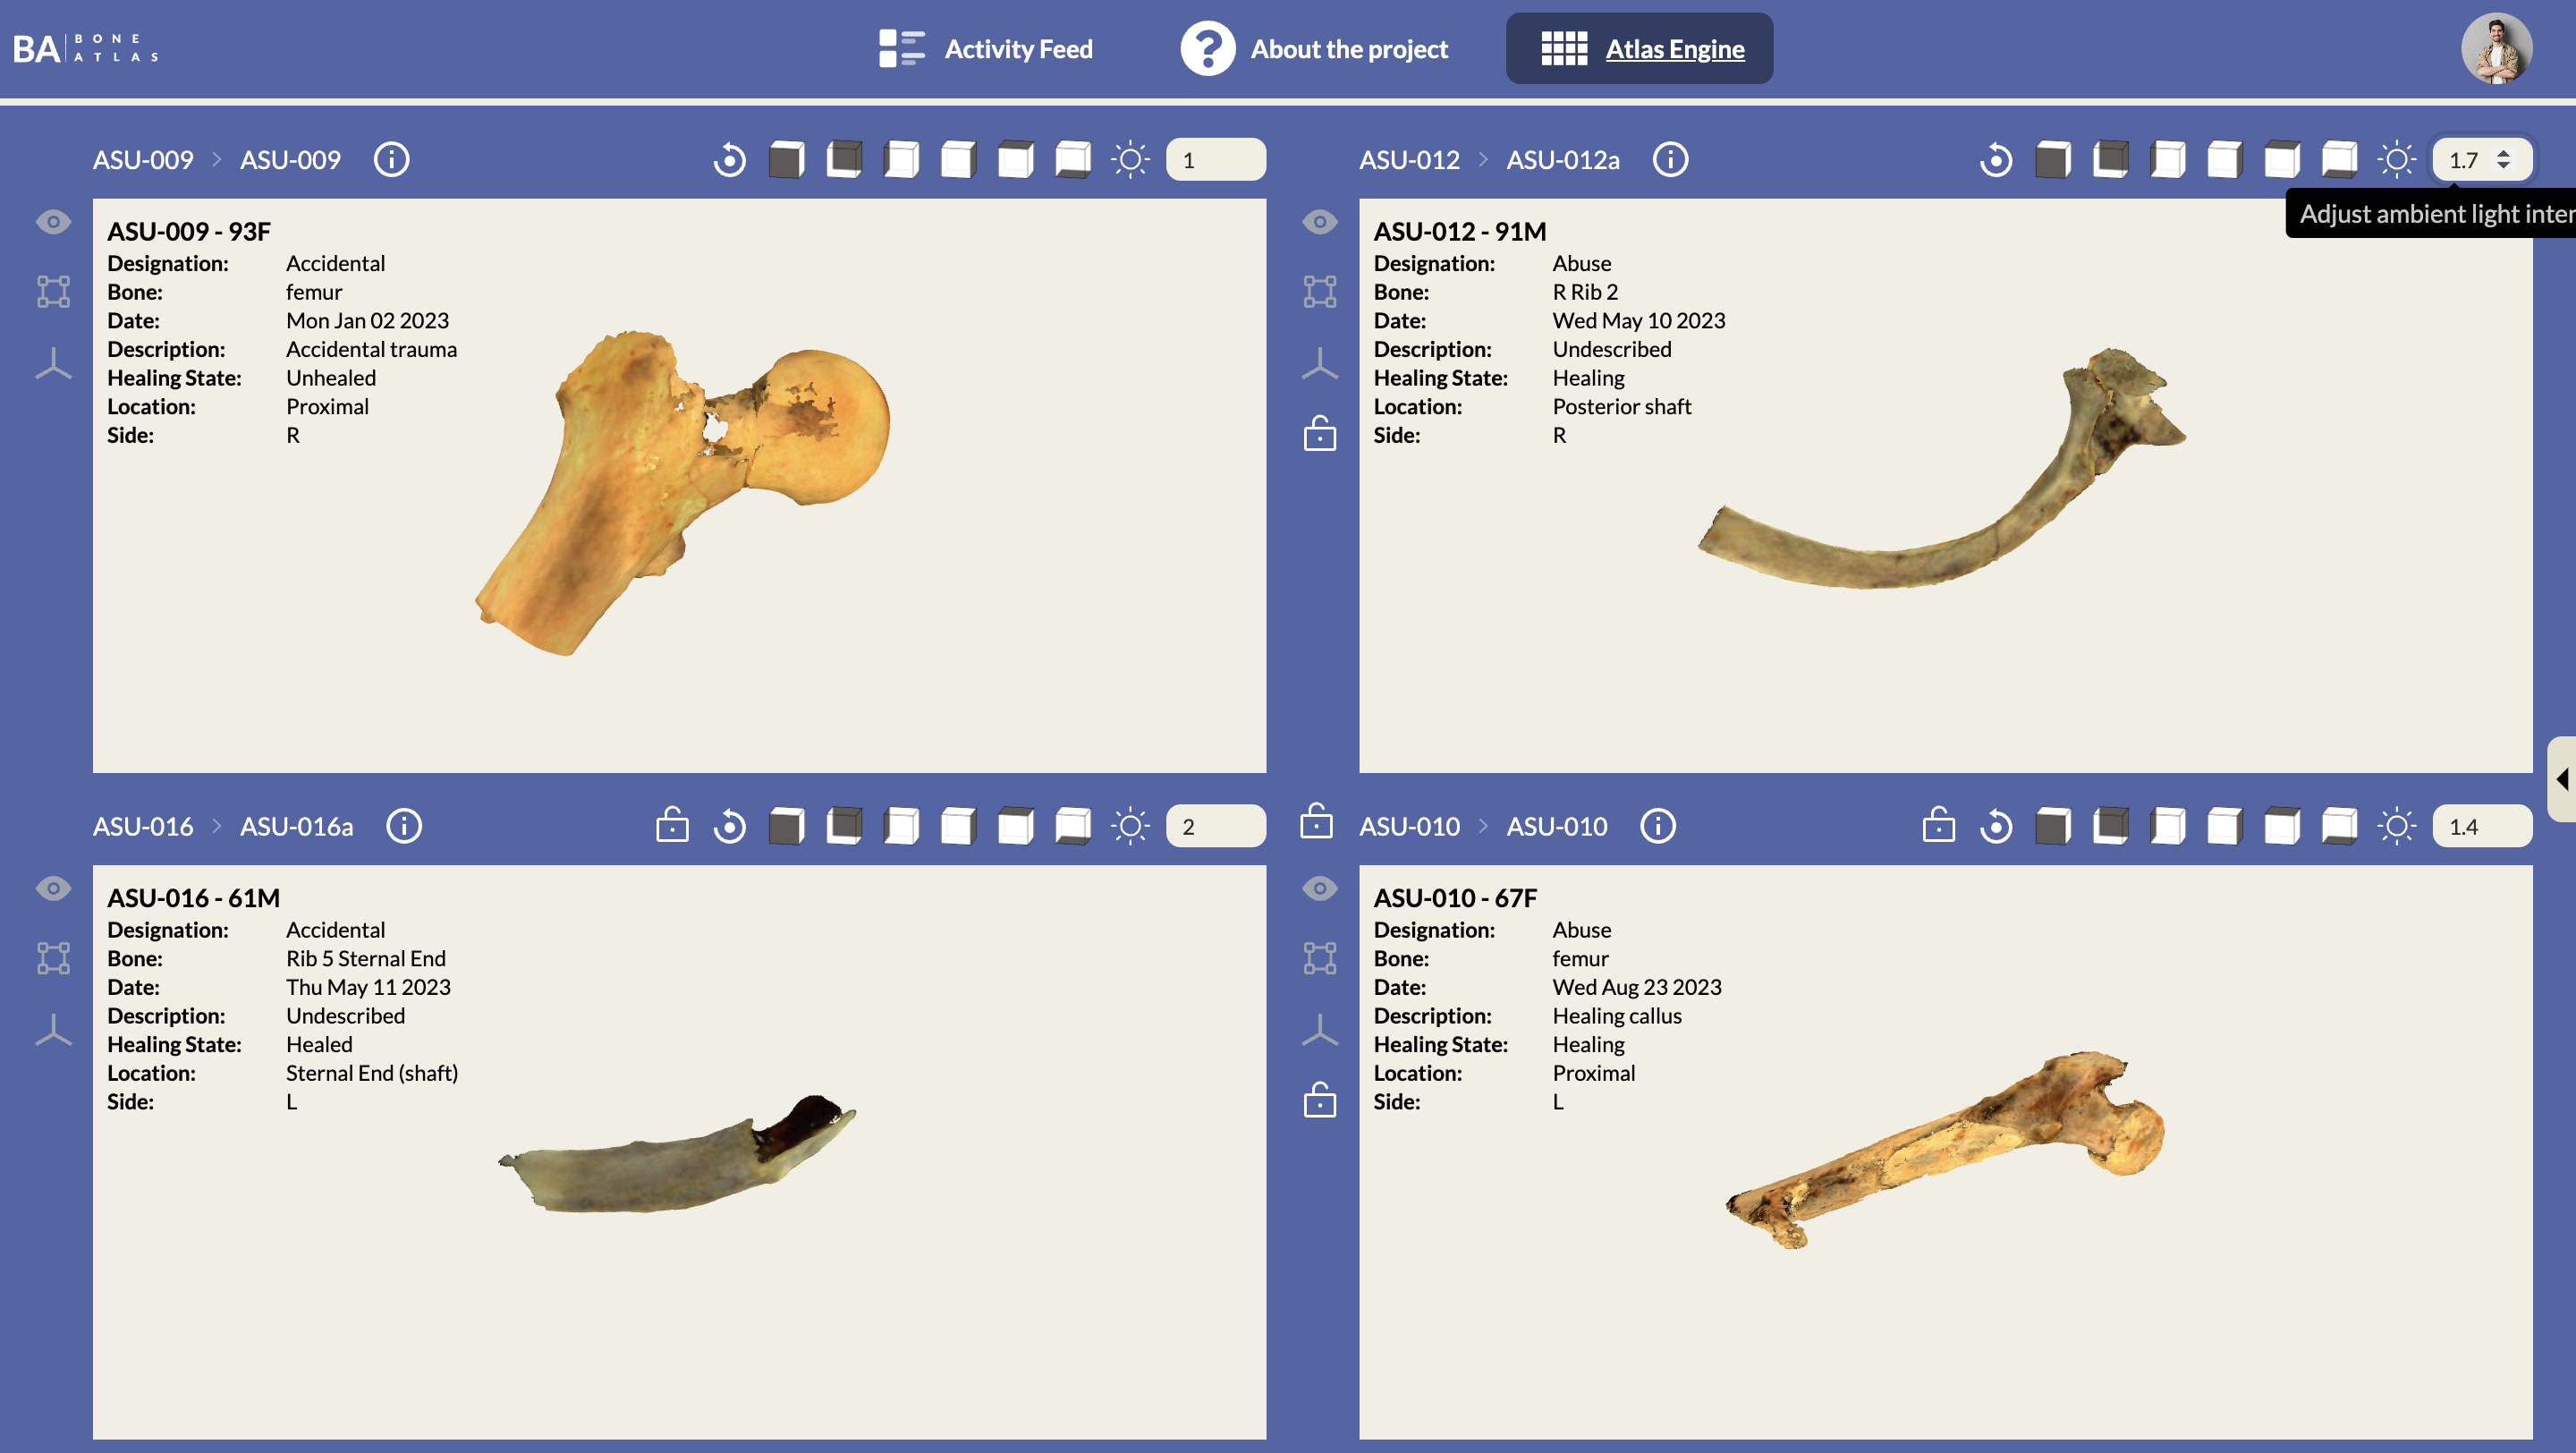 BA BONE ATLAS
Activity Feed
? About the project
Atlas Engine
ASU-009 > ASU-009 i
1
ASU-009 - 93F
Designation: Accidental
Bone: femur
Date: Mon Jan 02 2023
Description: Accidental trauma
Healing State: Unhealed
Location: Proximal
Side: R
ASU-012 > ASU-012a i
1.7
Adjust ambient light inten
ASU-012 - 91M
Designation: Abuse
Bone: R Rib 2
Date: Wed May 10 2023
Description: Undescribed
Healing State: Healing
Location: Posterior shaft
Side: R
ASU-016 > ASU-016a i
2
ASU-016 - 61M
Designation: Accidental
Bone: Rib 5 Sternal End
Date: Thu May 11 2023
Description: Undescribed
Healing State: Healed
Location: Sternal End (shaft)
Side: L
ASU-010 > ASU-010 i
1.4
ASU-010 - 67F
Designation: Abuse
Bone: femur
Date: Wed Aug 23 2023
Description: Healing callus
Healing State: Healing
Location: Proximal
Side: L